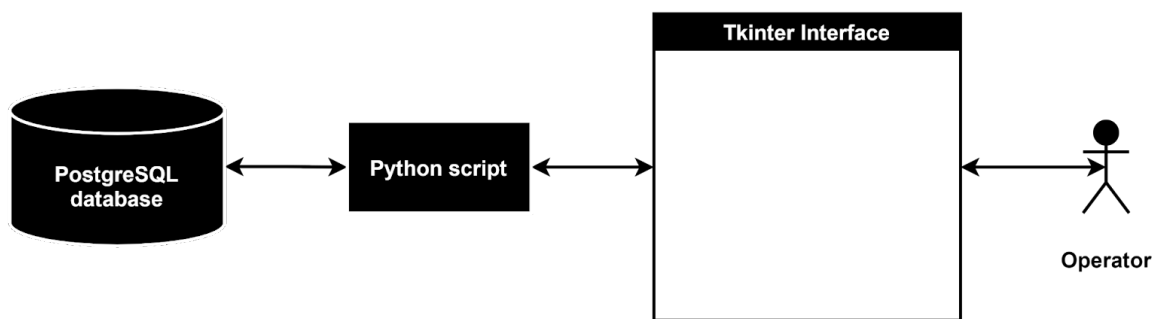 Tkinter Interface
PostgreSQL
database
Python script
Operator